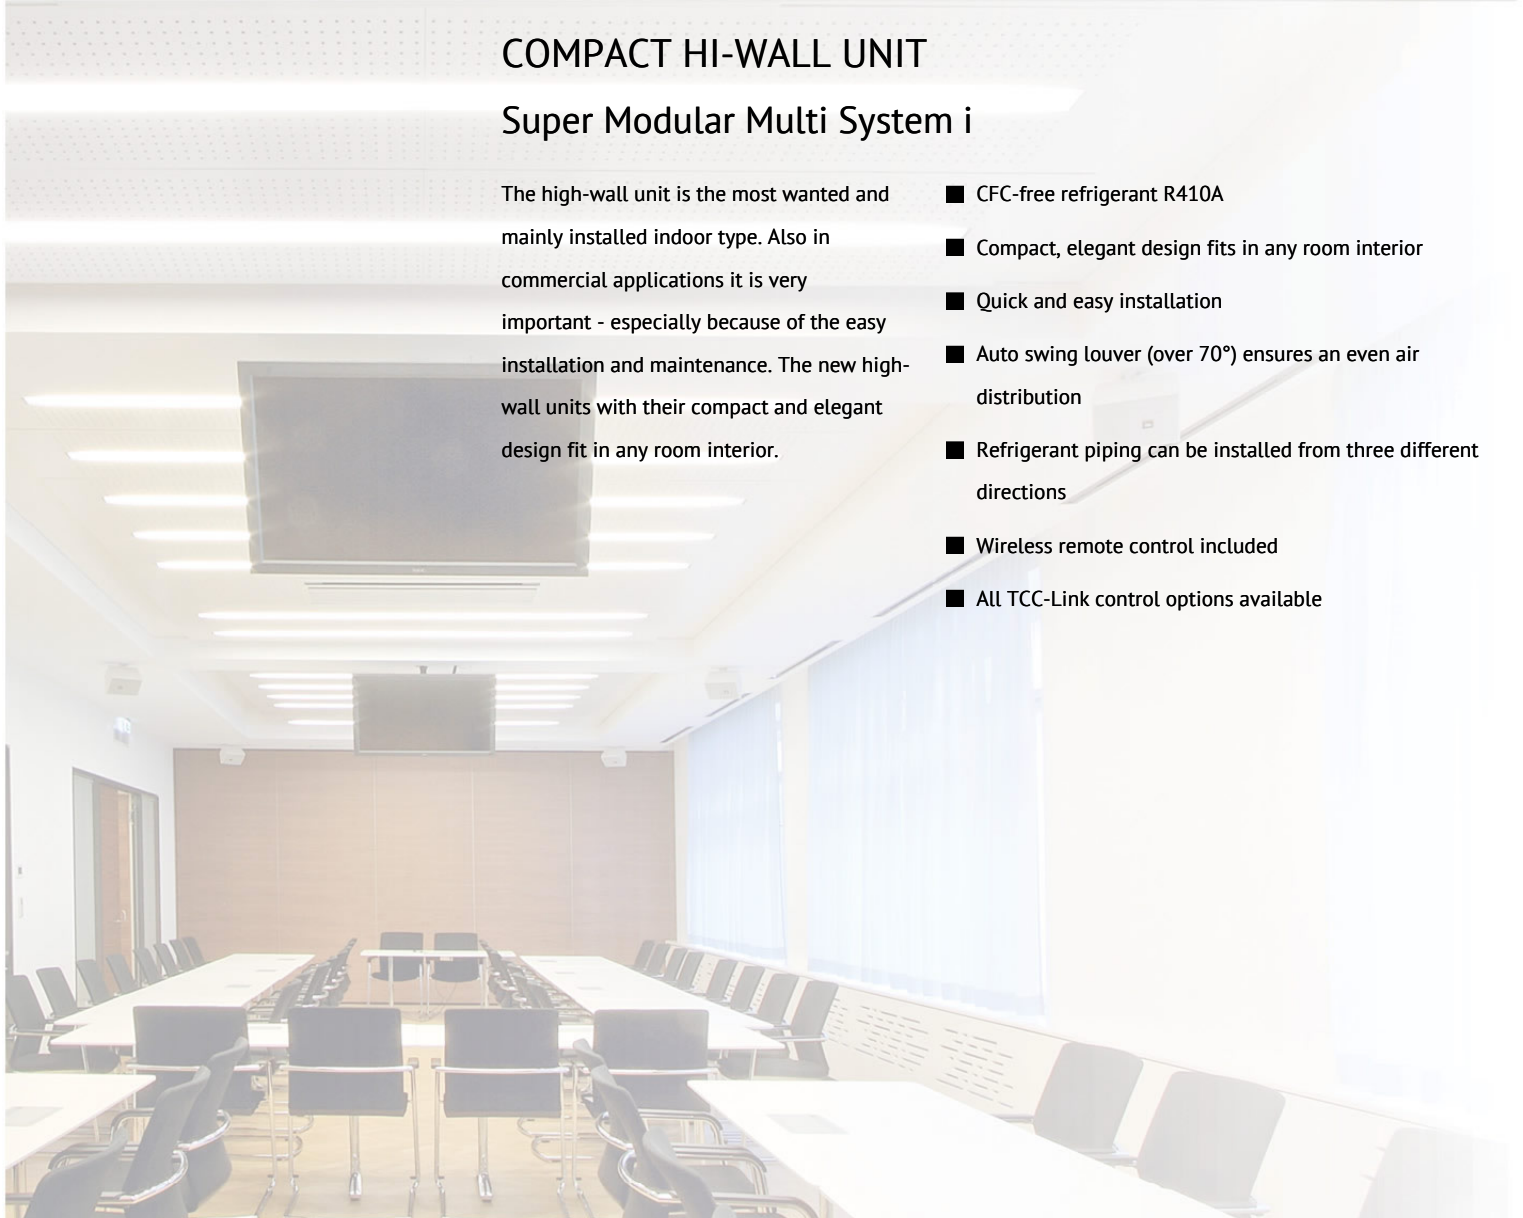 COMPACT HI-WALL UNIT
Super Modular Multi System i
The high-wall unit is the most wanted and
mainly installed indoor type. Also in
commercial applications it is very
important - especially because of the easy
installation and maintenance. The new high-
wall units with their compact and elegant
design fit in any room interior.
■ CFC-free refrigerant R410A
■ Compact, elegant design fits in any room interior
■ Quick and easy installation
■ Auto swing louver (over 70°) ensures an even air
distribution
■ Refrigerant piping can be installed from three different
directions
■ Wireless remote control included
■ All TCC-Link control options available